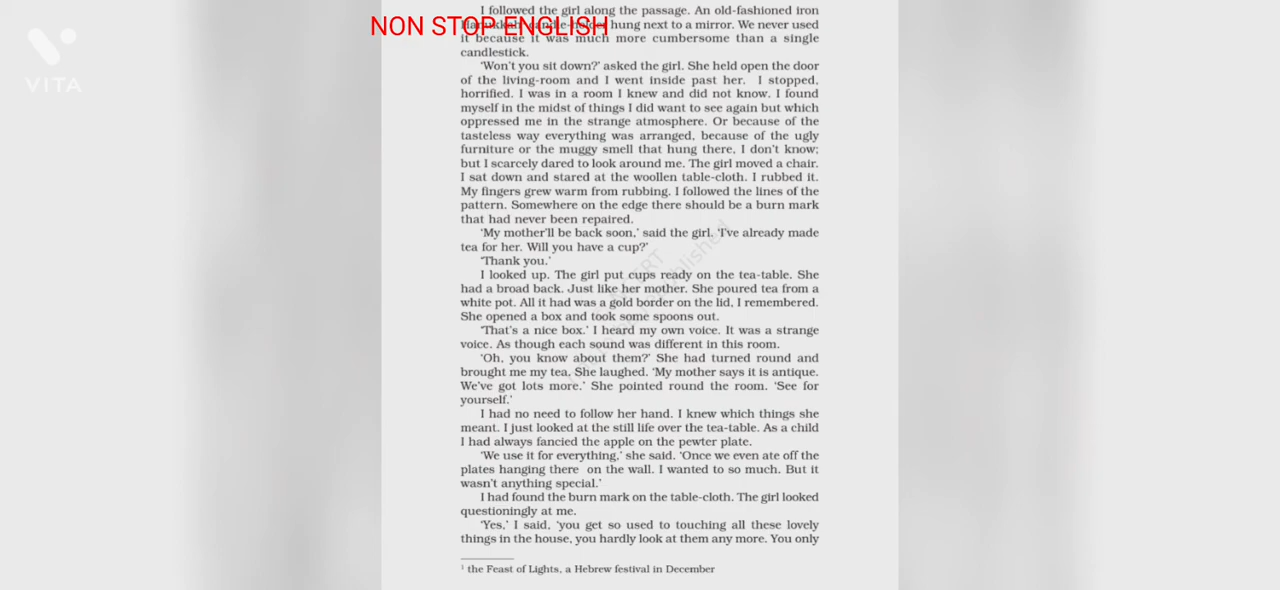 I followed the girl along the passage. An old-fashioned iron
NON STOP ENGLISH
hung next to a mirror. We never used
it because it was much more cumbersome than a single
candlestick.
VITA
'Won't you sit down?' asked the girl. She held open the door
of the living-room and I went inside past her. I stopped,
horrified. I was in a room I knew and did not know. I found
myself in the midst of things I did want to see again but which
oppressed me in the strange atmosphere. Or because of the
tasteless way everything was arranged, because of the ugly
furniture or the muggy smell that hung there, I don't know;
but I scarcely dared to look around me. The girl moved a chair.
I sat down and stared at the woollen table-cloth. I rubbed it.
My fingers grew warm from rubbing. I followed the lines of the
pattern. Somewhere on the edge there should be a burn mark
that had never been repaired.
'My mother'll be back soon,' said the girl. 'I've already made
tea for her. Will you have a cup?'
'Thank you.'
I looked up. The girl put cups ready on the tea-table. She
had a broad back. Just like her mother. She poured tea from a
white pot. All it had was a gold border on the lid, I remembered.
She opened a box and took some spoons out.
'That's a nice box.' I heard my own voice. It was a strange
voice. As though each sound was different in this room.
'Oh, you know about them?' She had turned round and
brought me my tea. She laughed. 'My mother says it is antique.
We've got lots more.' She pointed round the room. 'See for
yourself.'
I had no need to follow her hand. I knew which things she
meant. I just looked at the still life over the tea-table. As a child
I had always fancied the apple on the pewter plate.
'We use it for everything,' she said. 'Once we even ate off the
plates hanging there on the wall. I wanted to so much. But it
wasn't anything special.'
I had found the burn mark on the table-cloth. The girl looked
questioningly at me.
'Yes,' I said, 'you get so used to touching all these lovely
things in the house, you hardly look at them any more. You only
1 the Feast of Lights, a Hebrew festival in December